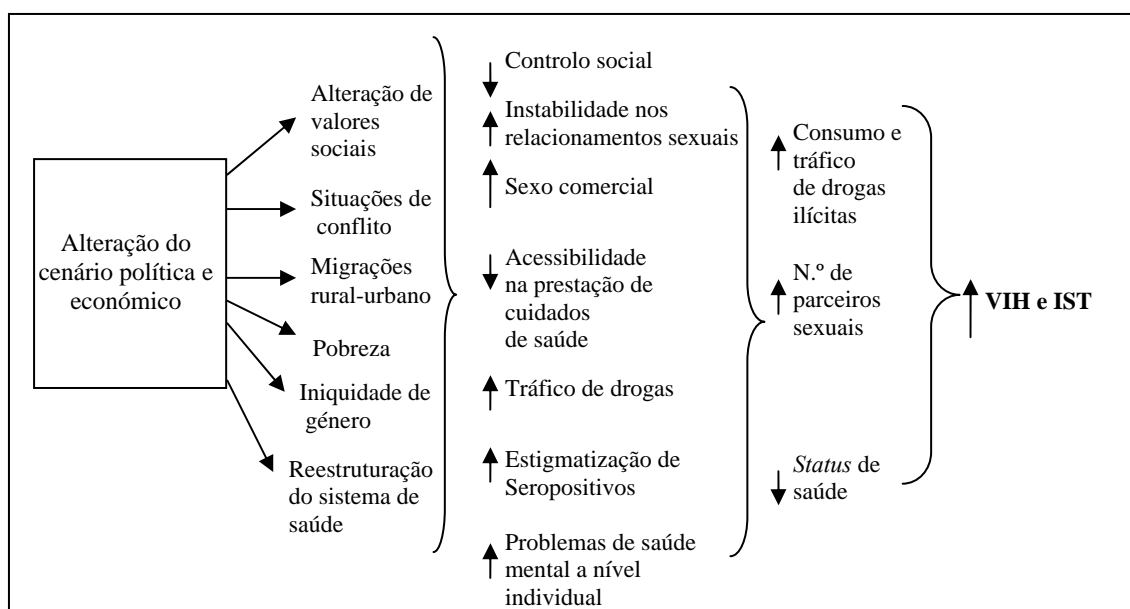 Alteração do
cenário política e
económico
Alteração de
valores
sociais
Situações de
conflito
Migrações
rural-urbano
Pobreza
Iniquidade de
género
Reestruturação
do sistema de
saúde
Controlo social
Instabilidade nos
relacionamentos sexuais
Sexo comercial
Acessibilidade
na prestação de
cuidados
de saúde
Tráfico de drogas
Estigmatização de
Seropositivos
Problemas de saúde
mental a nível
individual
Consumo e
tráfico
de drogas
ilícitas
N.º de
parceiros
sexuais
Status de
saúde
VIH e IST